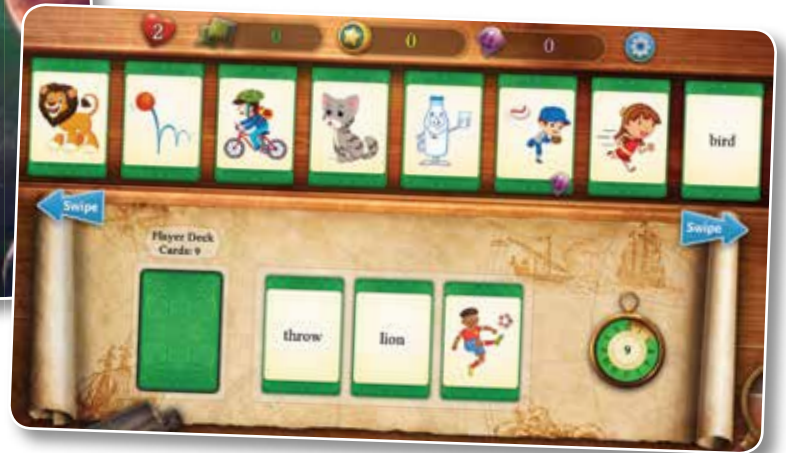 2
0
0
0
bird
Swipe
Swipe
Player Deck
Cards: 9
throw
lion
9